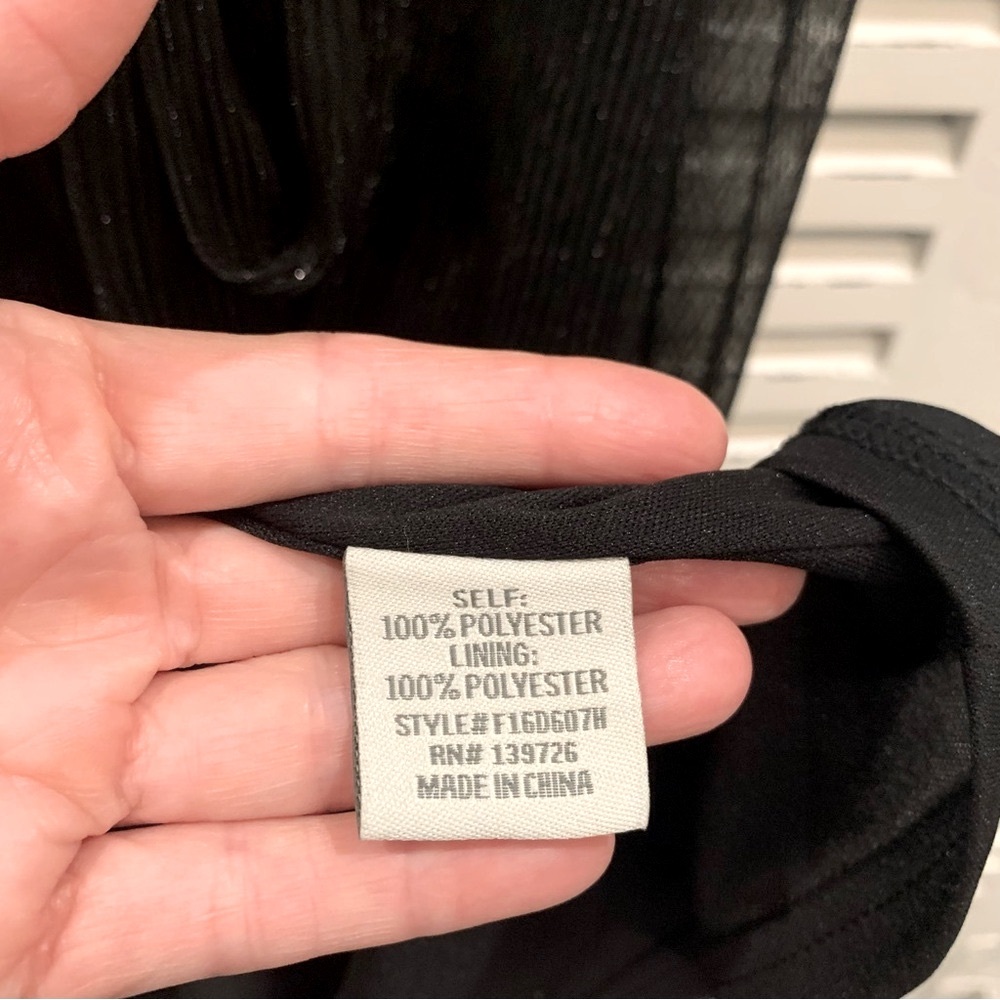 SELF:
100% POLYESTER
LINING:
100% POLYESTER
STYLE# F16D607H
RN# 139726
MADE IN CHINA